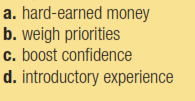 a. hard-earned money
b. weigh priorities
c. boost confidence
d. introductory experience